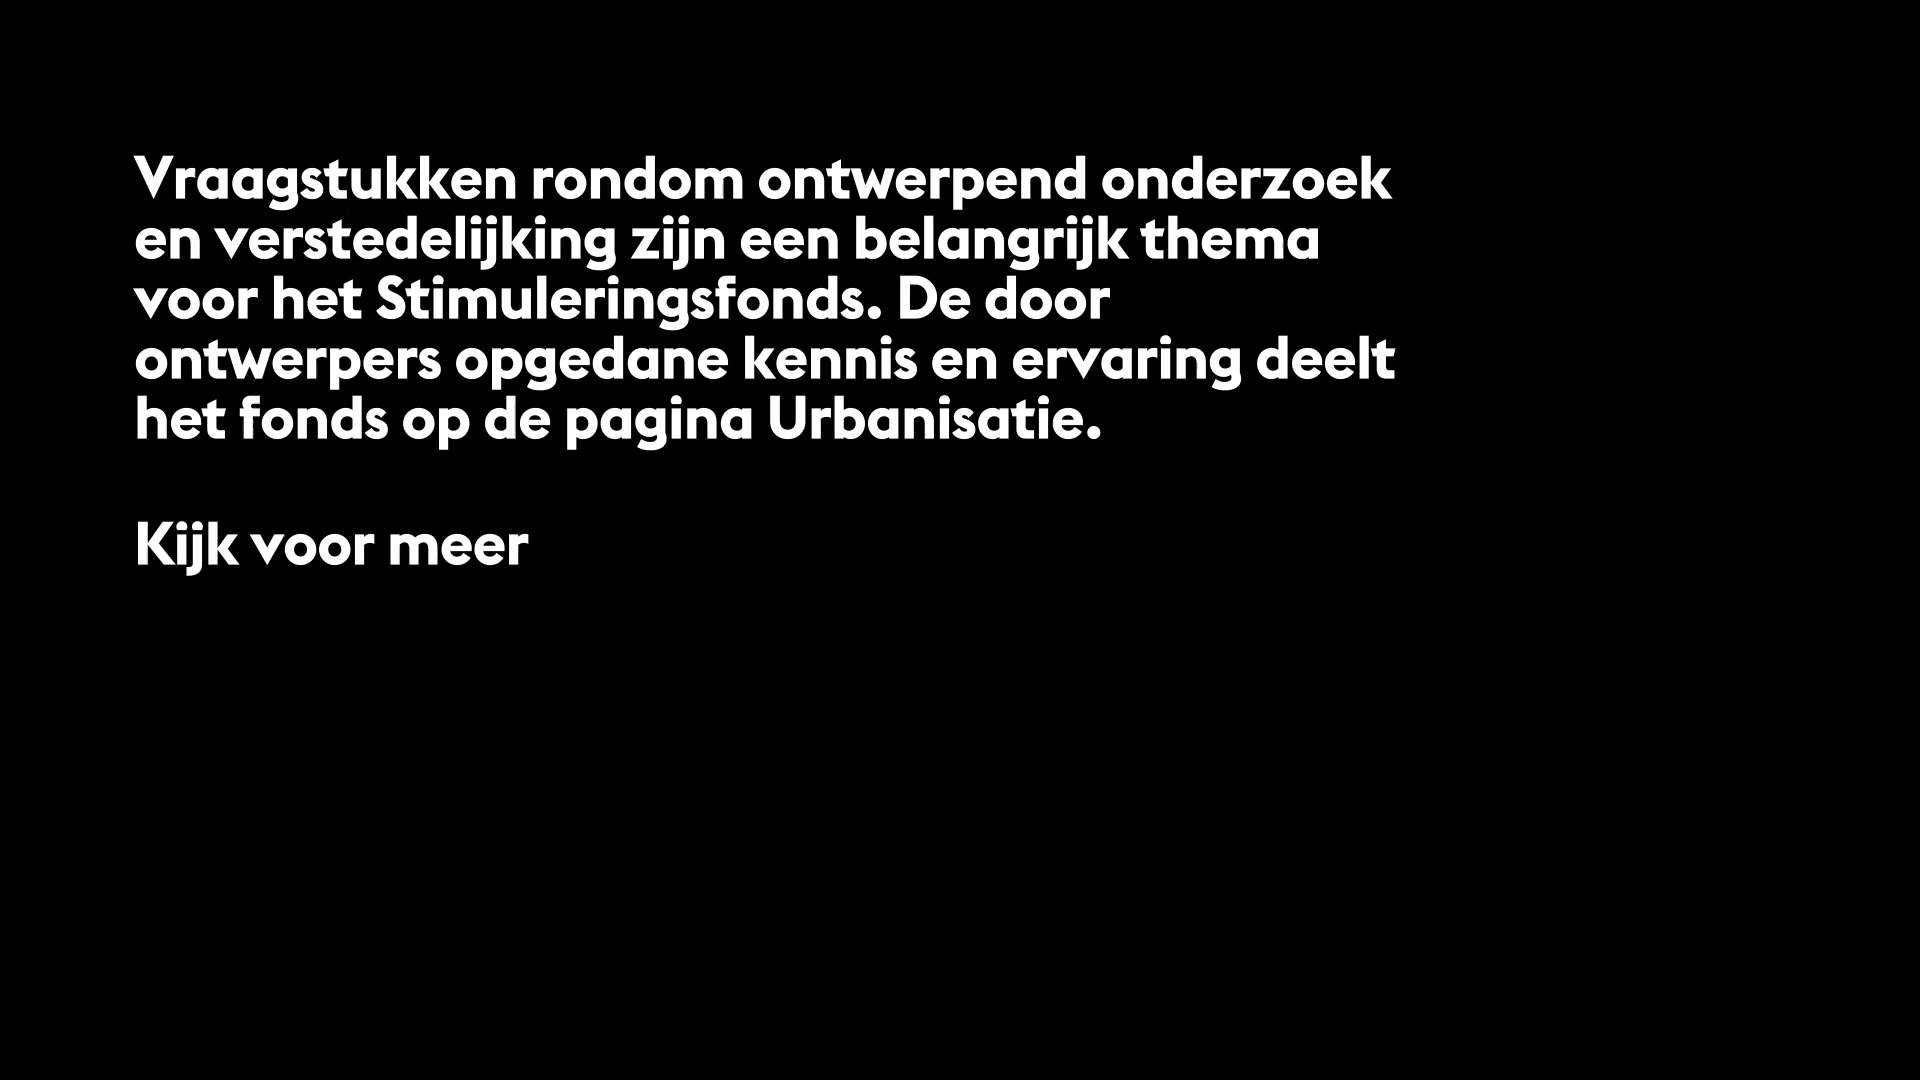 Vraagstukken rondom ontwerpend onderzoek
en verstedelijking zijn een belangrijk thema
voor het Stimuleringsfonds. De door
ontwerpers opgedane kennis en ervaring deelt
het fonds op de pagina Urbanisatie.
Kijk voor meer